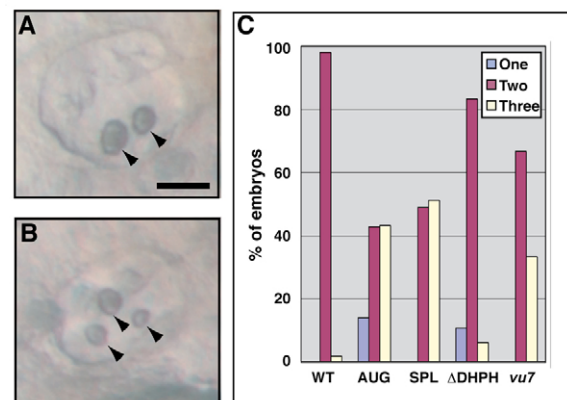 A
B
C
100
80
60
40
20
0
% of embryos
One
Two
Three
WT AUG SPL ΔDHPH vu7